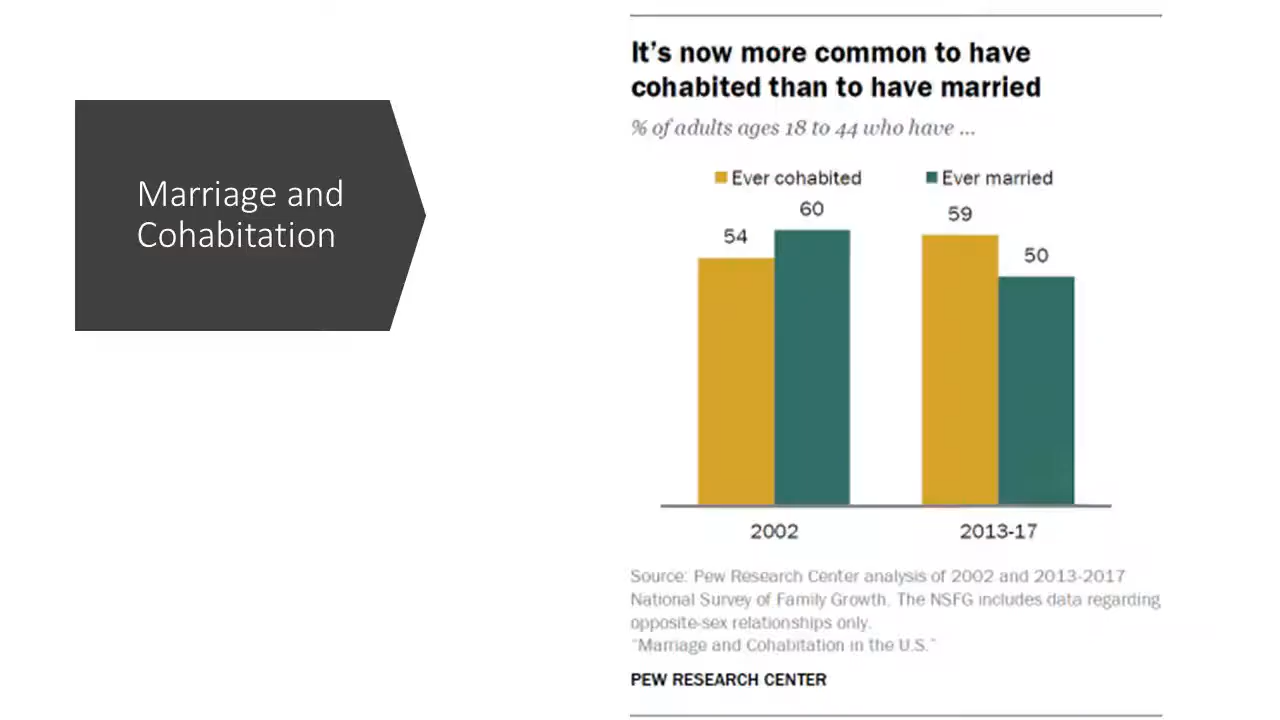 Marriage and
Cohabitation
It's now more common to have
cohabited than to have married
% of adults ages 18 to 44 who have ...
Ever cohabited Ever married
54 60 59 50
2002 2013-17
Source: Pew Research Center analysis of 2002 and 2013-2017
National Survey of Family Growth. The NSFG includes data regarding
opposite-sex relationships only.
"Marriage and Cohabitation in the U.S."
PEW RESEARCH CENTER